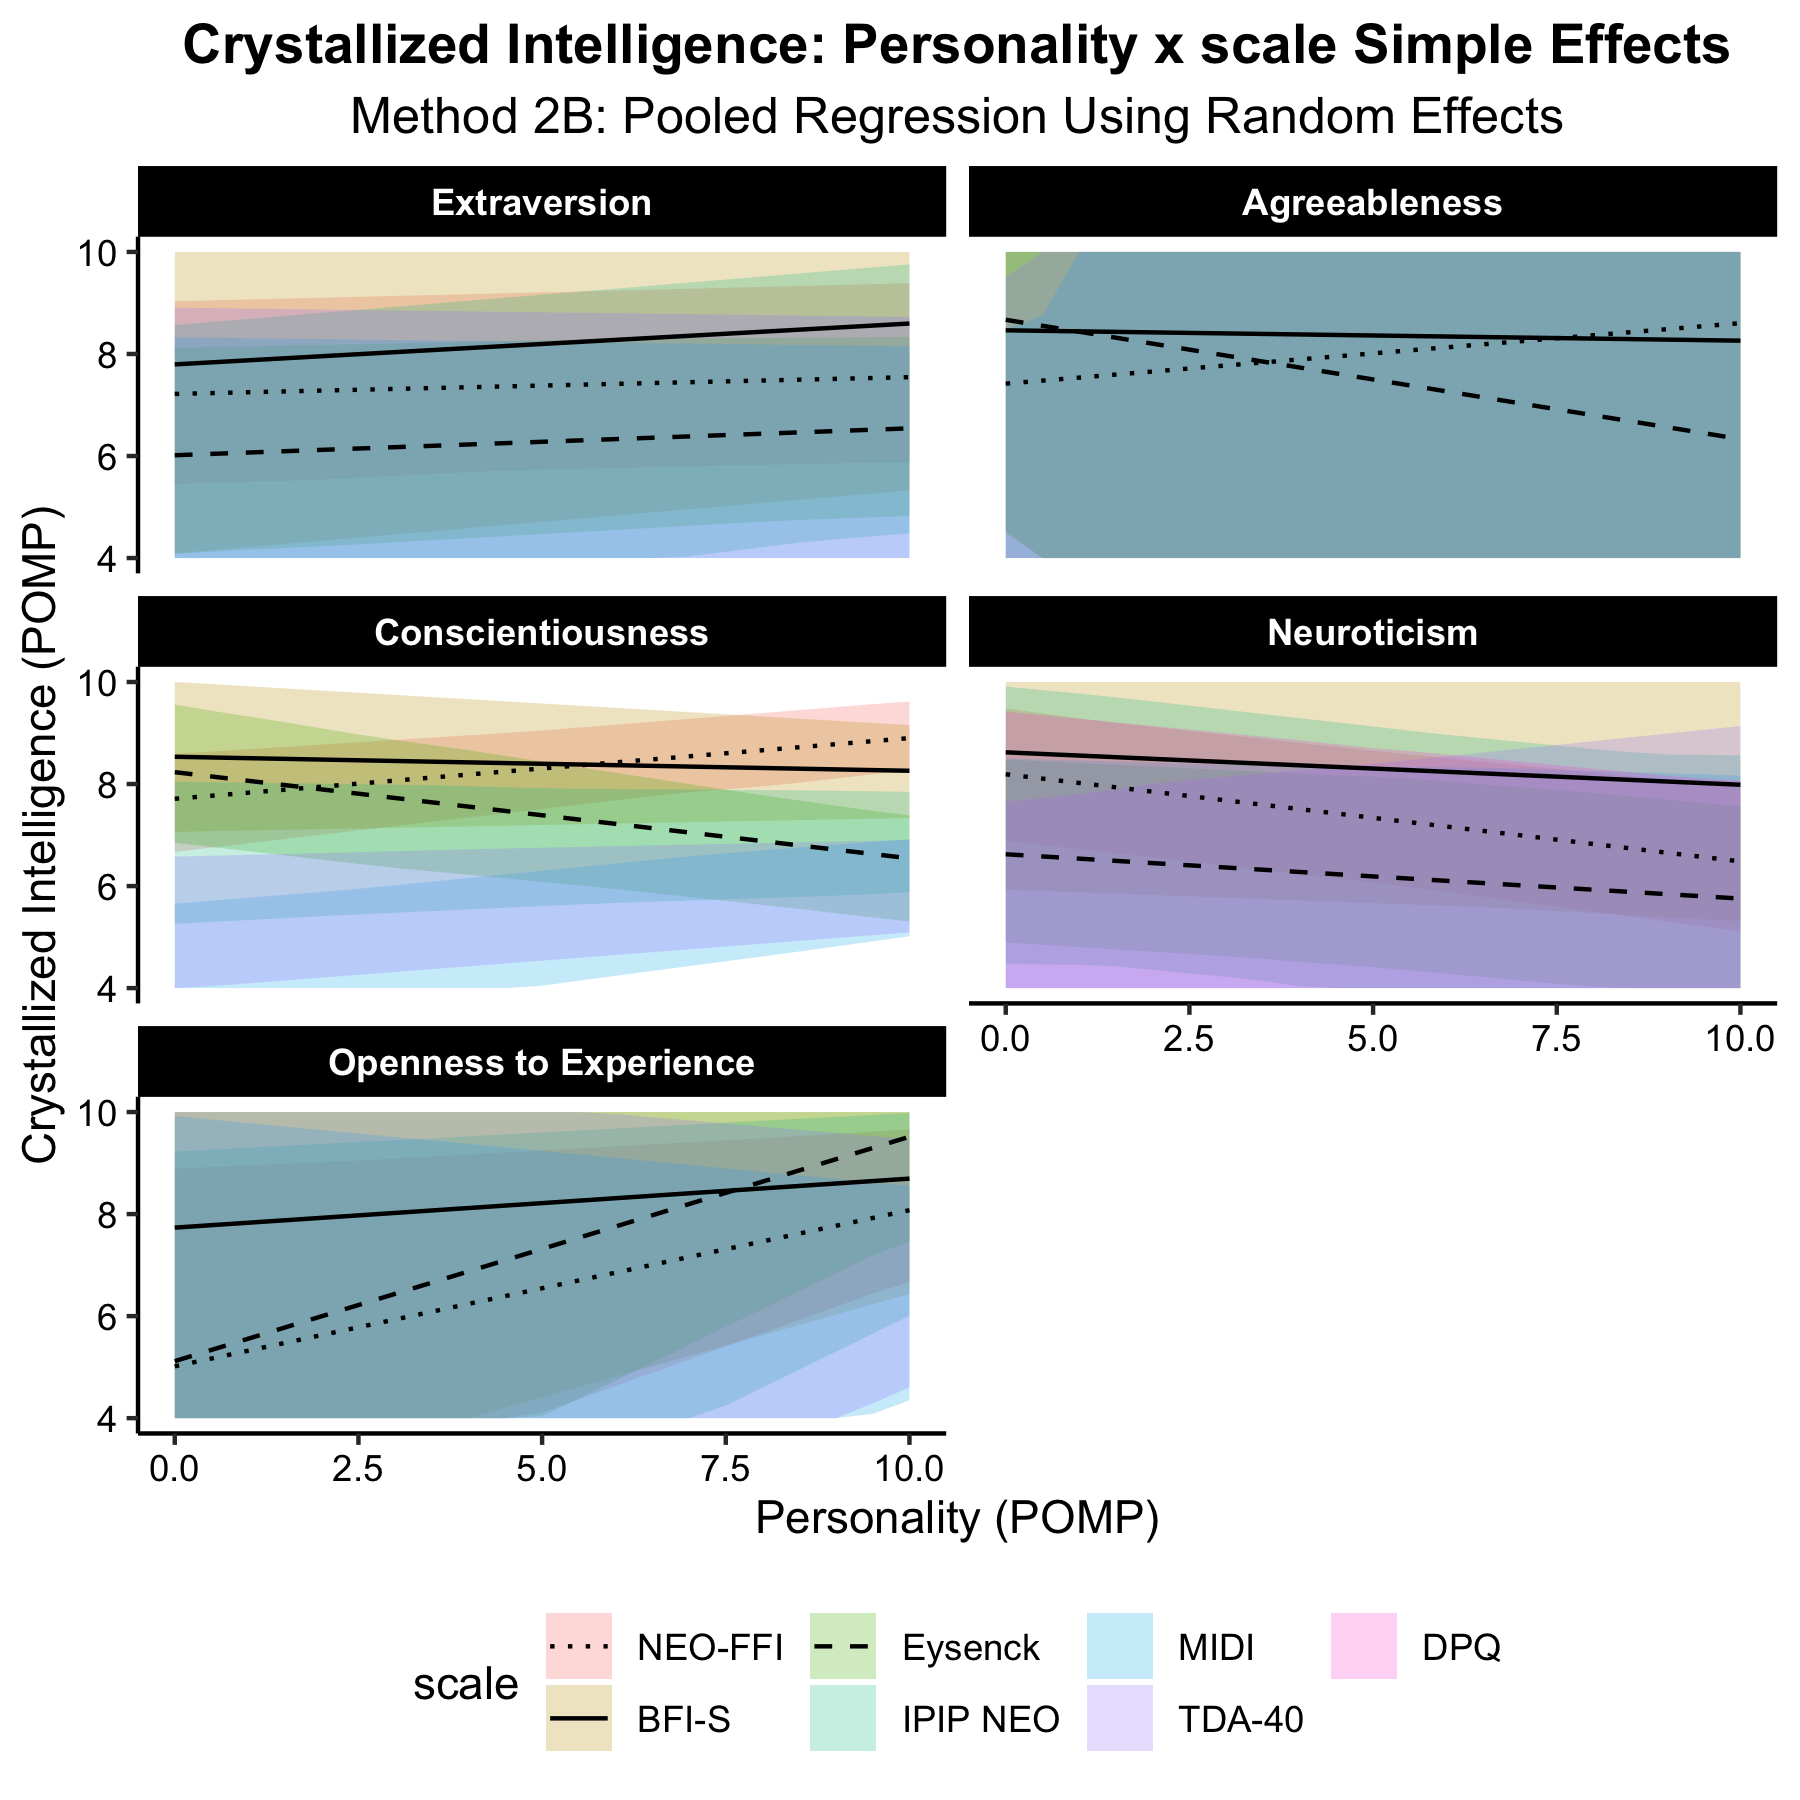 Crystallized Intelligence: Personality x scale Simple Effects
Method 2B: Pooled Regression Using Random Effects
Extraversion
Agreeableness
10
8
6
4
Conscientiousness
Neuroticism
10
8
6
4
0.0 2.5 5.0 7.5 10.0
Openness to Experience
10
8
6
4
0.0 2.5 5.0 7.5 10.0
Crystallized Intelligence (POMP)
Personality (POMP)
scale
NEO-FFI Eysenck MIDI DPQ
BFI-S IPIP NEO TDA-40